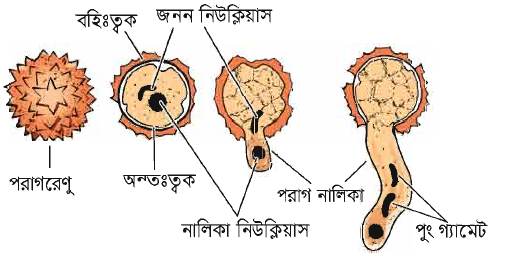 জনন নিউক্লিয়াস
বহিঃত্বক
পরাগরেণু
অন্তঃত্বক
পরাগ নালিকা
নালিকা নিউক্লিয়াস
পুং গ্যামেট